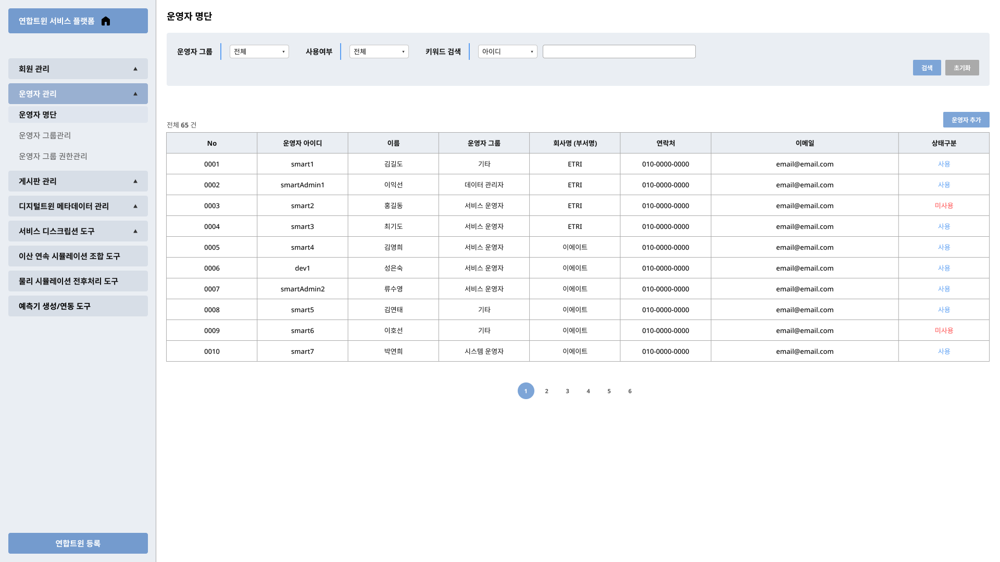 연합트윈 서비스 플랫폼
회원 관리 ▲
운영자 관리 ▲
운영자 명단
운영자 그룹관리
운영자 그룹 권한관리
게시판 관리 ▲
디지털트윈 메타데이터 관리 ▲
서비스 디스크립션 도구 ▲
이산 연속 시뮬레이션 조합 도구
물리 시뮬레이션 전후처리 도구
예측기 생성/연동 도구
연합트윈 등록
운영자 명단
운영자 그룹 전체 사용여부 전체 키워드 검색 아이디
검색 초기화
운영자 추가
전체 65 건
No 운영자 아이디 이름 운영자 그룹 회사명 (부서명) 연락처 이메일 상태구분
0001 smart1 김길도 기타 ETRI 010-0000-0000 email@email.com 사용
0002 smartAdmin1 이익선 데이터 관리자 ETRI 010-0000-0000 email@email.com 사용
0003 smart2 홍길동 서비스 운영자 ETRI 010-0000-0000 email@email.com 미사용
0004 smart3 최기도 서비스 운영자 ETRI 010-0000-0000 email@email.com 사용
0005 smart4 김영희 서비스 운영자 이에이트 010-0000-0000 email@email.com 사용
0006 dev1 성은숙 서비스 운영자 이에이트 010-0000-0000 email@email.com 사용
0007 smartAdmin2 류수영 서비스 운영자 이에이트 010-0000-0000 email@email.com 사용
0008 smart5 김연태 기타 이에이트 010-0000-0000 email@email.com 사용
0009 smart6 이호선 기타 이에이트 010-0000-0000 email@email.com 미사용
0010 smart7 박연희 시스템 운영자 이에이트 010-0000-0000 email@email.com 사용
1 2 3 4 5 6